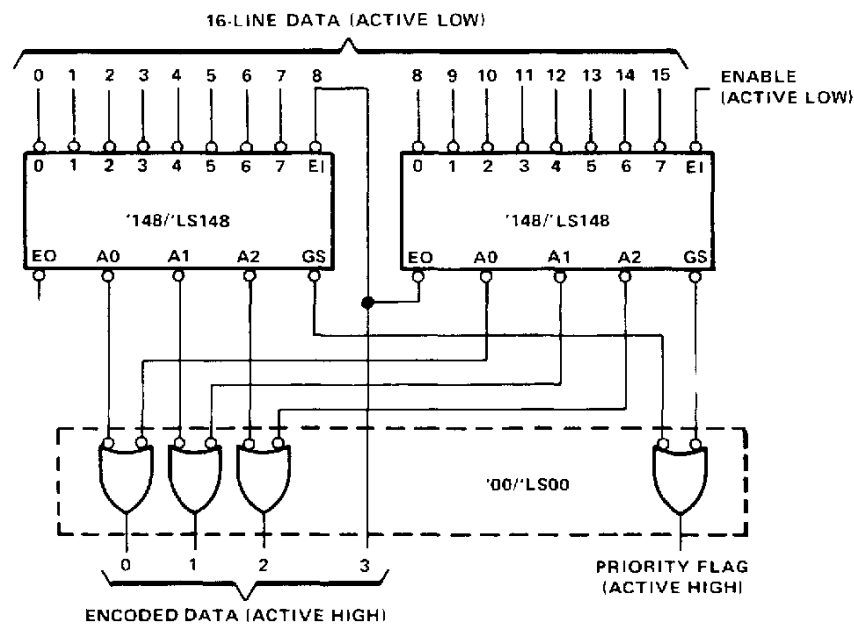 16-LINE DATA (ACTIVE LOW)
0 1 2 3 4 5 6 7 8 8 9 10 11 12 13 14 15 ENABLE
(ACTIVE LOW)
0 1 2 3 4 5 6 7 EI 0 1 2 3 4 5 6 7 EI
'148/'LS148 '148/'LS148
EO A0 A1 A2 GS EO A0 A1 A2 GS
'00/'LS00
0 1 2 3 PRIORITY FLAG
(ACTIVE HIGH)
ENCODED DATA (ACTIVE HIGH)